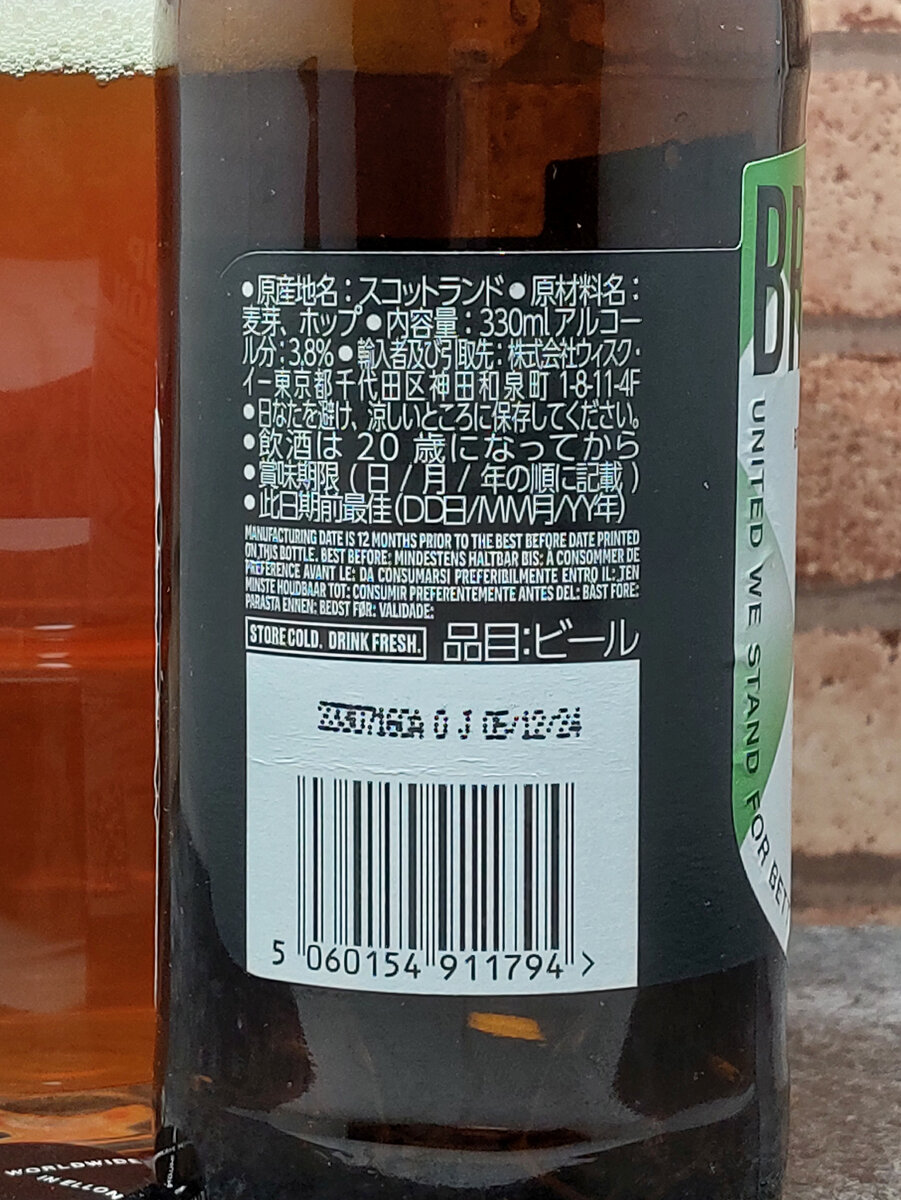 ●原産地名：スコットランド●原材料名：
麦芽、ホップ●内容量：330mLアルコー
ル分：3.8%●輸入者及び引取先：株式会社ウィスク・
イー東京都千代田区神田和泉町1-8-11-4F
●日なたを避け、涼しいところに保存してください。
●飲酒は20歳になってから
●賞味期限(日/月/年の順に記載)
●此日期前最佳(DD日/MM月/YY年)
MANUFACTURING DATE IS 12 MONTHS PRIOR TO THE BEST BEFORE DATE PRINTED
ON THIS BOTTLE. BEST BEFORE: MINDESTENS HALTBAR BIS: À CONSOMMER DE
PRÉFÉRENCE AVANT LE: DA CONSUMARSI PREFERIBILMENTE ENTRO IL: TEN
MINSTE HOUDBAAR TOT: CONSUMIR PREFERENTEMENTE ANTES DEL: BÄST FÖRE:
PARASTA ENNEN: BEDST FØR: VALIDADE:
STORE COLD. DRINK FRESH.
品目：ビール
0 J 05/12/24
5 060154 911794 >
BR
UNITED WE STAND FOR BETT
WORLDWIDE
IN ELLON